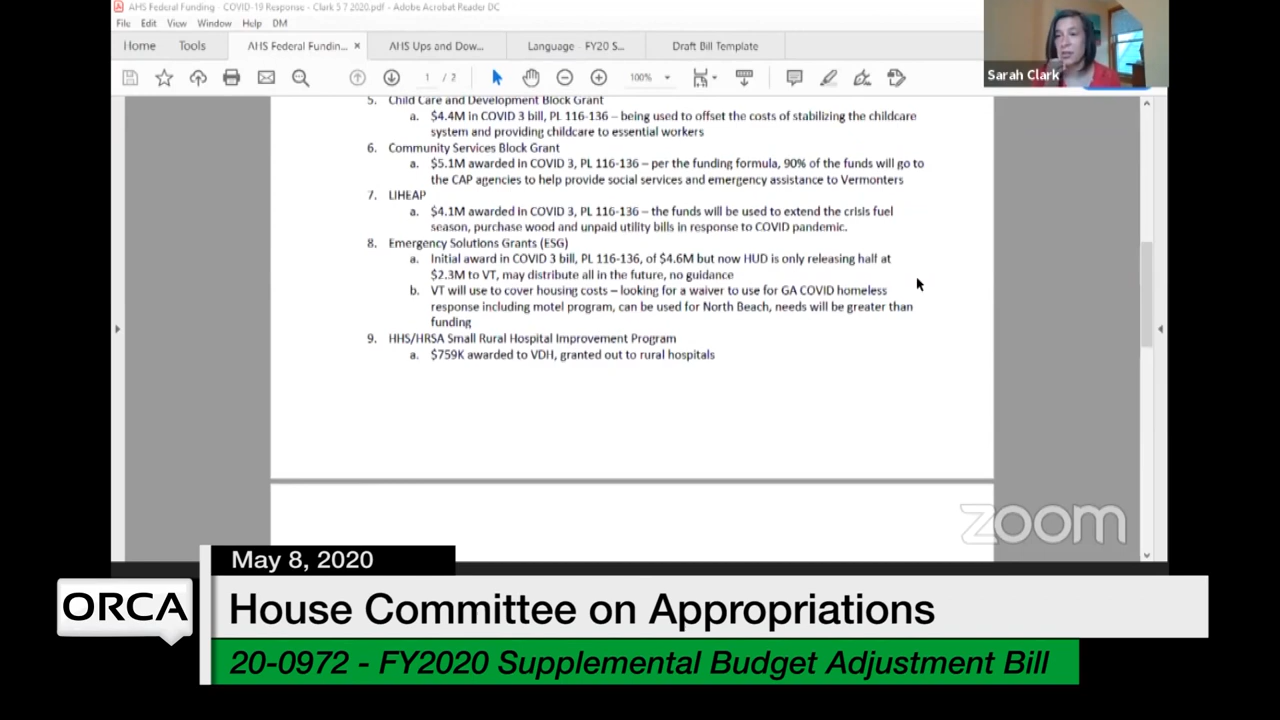 AHS Federal Funding - COVID-19 Response - Clark 5 7 2020.pdf - Adobe Acrobat Reader DC
File Edit View Window Help DM
Home Tools AHS Federal Fundin... × AHS Ups and Dow... Language - FY20 S... Draft Bill Template
1 / 2 100%
Sarah Clark
5. Child Care and Development Block Grant
a. $4.4M in COVID 3 bill, PL 116-136 – being used to offset the costs of stabilizing the childcare
system and providing childcare to essential workers
6. Community Services Block Grant
a. $5.1M awarded in COVID 3, PL 116-136 – per the funding formula, 90% of the funds will go to
the CAP agencies to help provide social services and emergency assistance to Vermonters
7. LIHEAP
a. $4.1M awarded in COVID 3, PL 116-136 – the funds will be used to extend the crisis fuel
season, purchase wood and unpaid utility bills in response to COVID pandemic.
8. Emergency Solutions Grants (ESG)
a. Initial award in COVID 3 bill, PL 116-136, of $4.6M but now HUD is only releasing half at
$2.3M to VT, may distribute all in the future, no guidance
b. VT will use to cover housing costs – looking for a waiver to use for GA COVID homeless
response including motel program, can be used for North Beach, needs will be greater than
funding
9. HHS/HRSA Small Rural Hospital Improvement Program
a. $759K awarded to VDH, granted out to rural hospitals
zoom
May 8, 2020
ORCA
House Committee on Appropriations
20-0972 - FY2020 Supplemental Budget Adjustment Bill